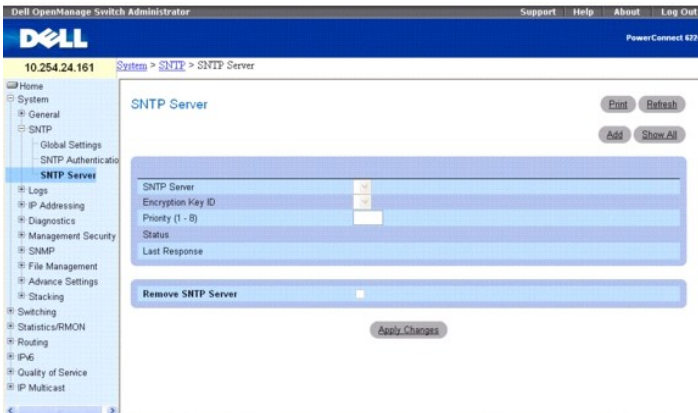 Dell OpenManage Switch Administrator
Support Help About Log Out
DELL
PowerConnect 622
10.254.24.161
System > SNTP > SNTP Server
Home
System
General
SNTP
Global Settings
SNTP Authenticatio
SNTP Server
Logs
IP Addressing
Diagnostics
Management Security
SNMP
File Management
Advance Settings
Stacking
Switching
Statistics/RMON
Routing
IPv6
Quality of Service
IP Multicast
SNTP Server
Print Refresh
Add Show All
SNTP Server
Encryption Key ID
Priority (1 - 8)
Status
Last Response
Remove SNTP Server
Apply Changes